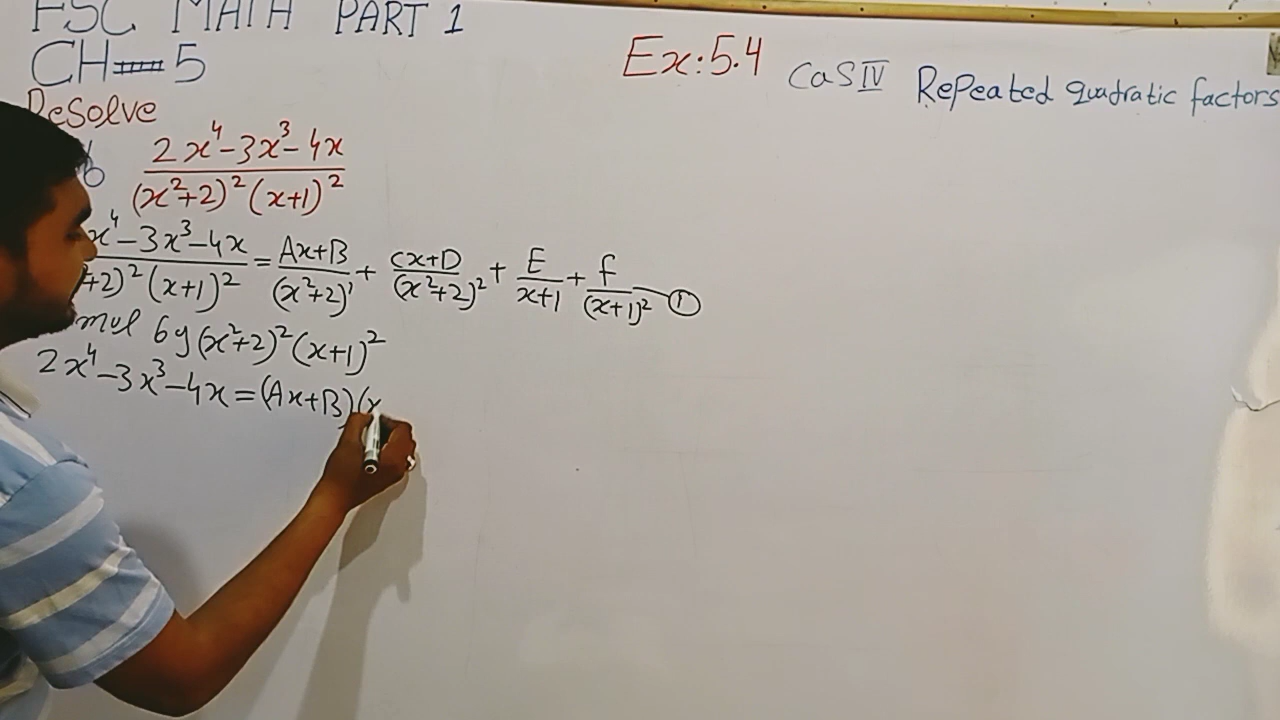 FSC MATH PART 1
CH 5
Ex: 5.4 Cas IV Repeated quadratic factors
Resolve
6 2x⁴-3x³-4x / (x²+2)²(x+1)²
x⁴-3x³-4x / +2)²(x+1)² = Ax+B / (x²+2)¹ + Cx+D / (x²+2)² + E / x+1 + f / (x+1)² — ①
mul by (x²+2)²(x+1)²
2x⁴-3x³-4x = (Ax+B)(x